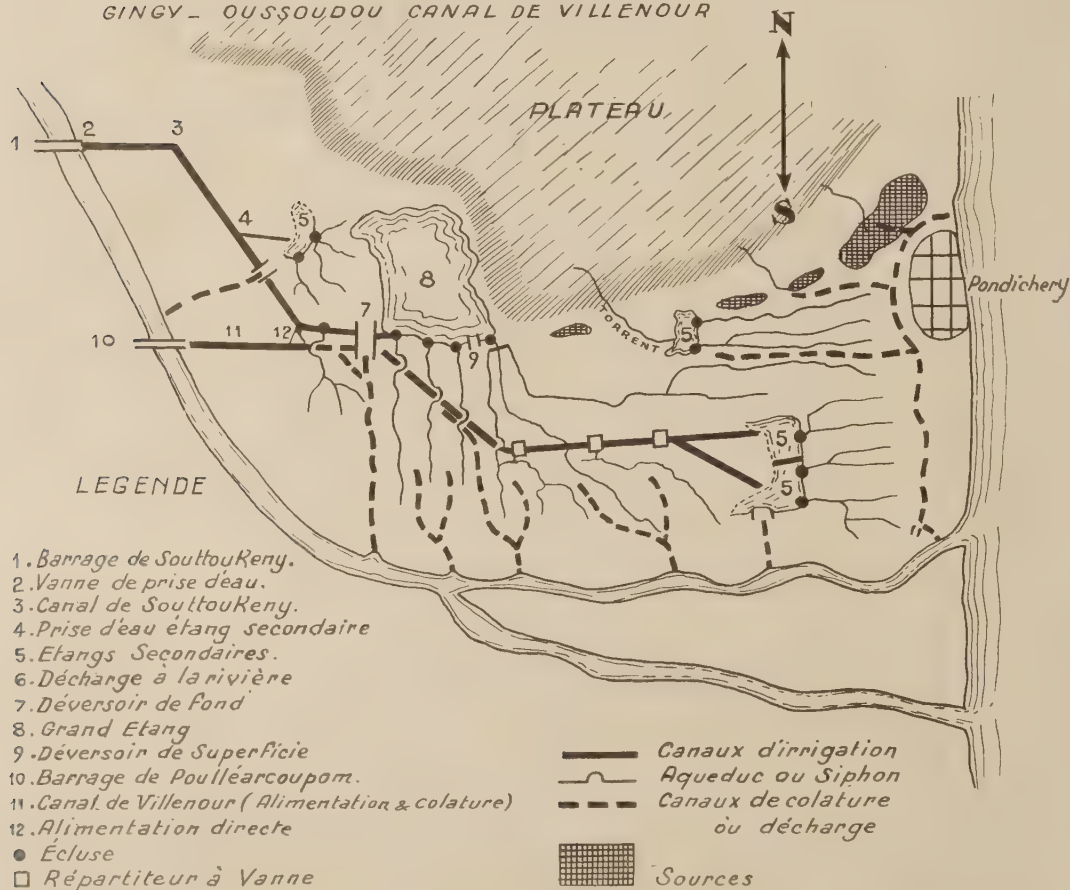 GINGY_ OUSSOUDOU CANAL DE VILLENOUR
N
PLATEAU
S
1
2
3
4
5
8
7
TORRENT
5
Pondichery
10
11
12
9
5
5
LEGENDE
1. Barrage de SouttouKeny.
2. Vanne de prise d'eau.
3. Canal de SouttouKeny.
4. Prise d'eau étang secondaire
5. Etangs Secondaires.
6. Décharge à la rivière
7. Déversoir de Fond
8. Grand Etang
9. Déversoir de Superficie
10. Barrage de Poulléarcoupom.
11. Canal de Villenour (Alimentation & colature)
12. Alimentation directe
Écluse
Répartiteur à Vanne
Canaux d'irrigation
Aqueduc ou Siphon
Canaux de colature
où décharge
Sources